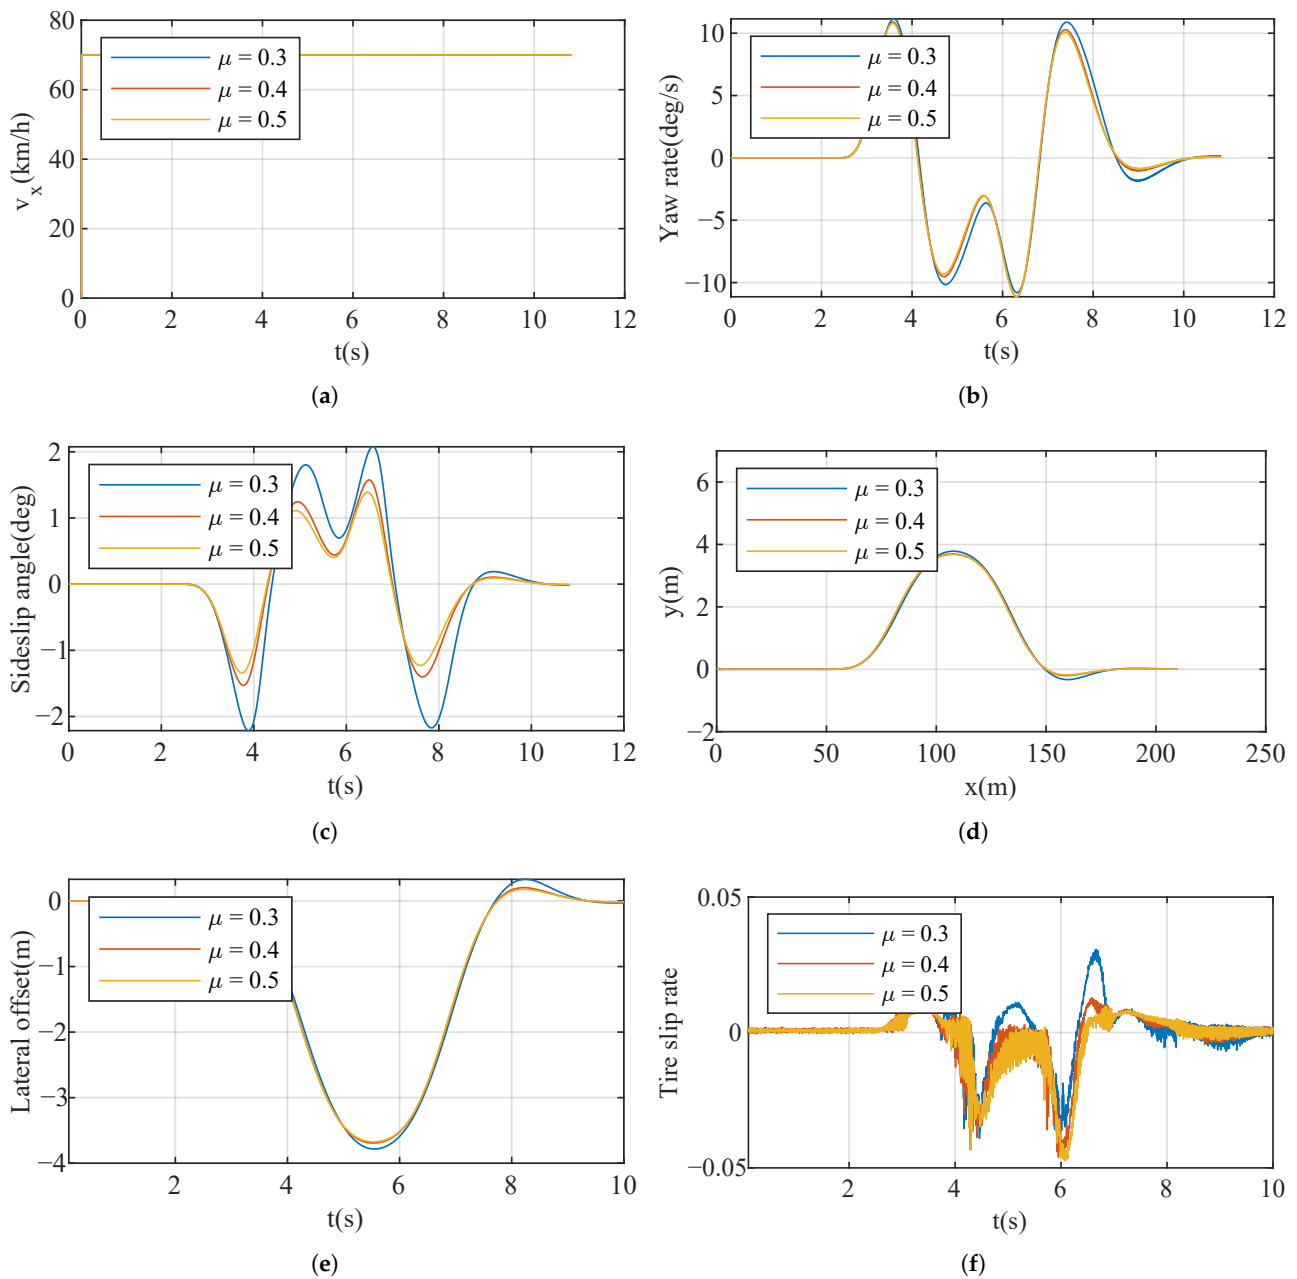 80
60
40
20
0
v_x(km/h)
μ = 0.3
μ = 0.4
μ = 0.5
0 2 4 6 8 10 12
t(s)
(a)
10
5
0
−5
−10
Yaw rate(deg/s)
μ = 0.3
μ = 0.4
μ = 0.5
0 2 4 6 8 10 12
t(s)
(b)
2
1
0
−1
−2
Sideslip angle(deg)
μ = 0.3
μ = 0.4
μ = 0.5
0 2 4 6 8 10 12
t(s)
(c)
6
4
2
0
−2
y(m)
μ = 0.3
μ = 0.4
μ = 0.5
0 50 100 150 200 250
x(m)
(d)
0
−1
−2
−3
−4
Lateral offset(m)
μ = 0.3
μ = 0.4
μ = 0.5
2 4 6 8 10
t(s)
(e)
0.05
0
−0.05
Tire slip rate
μ = 0.3
μ = 0.4
μ = 0.5
2 4 6 8 10
t(s)
(f)